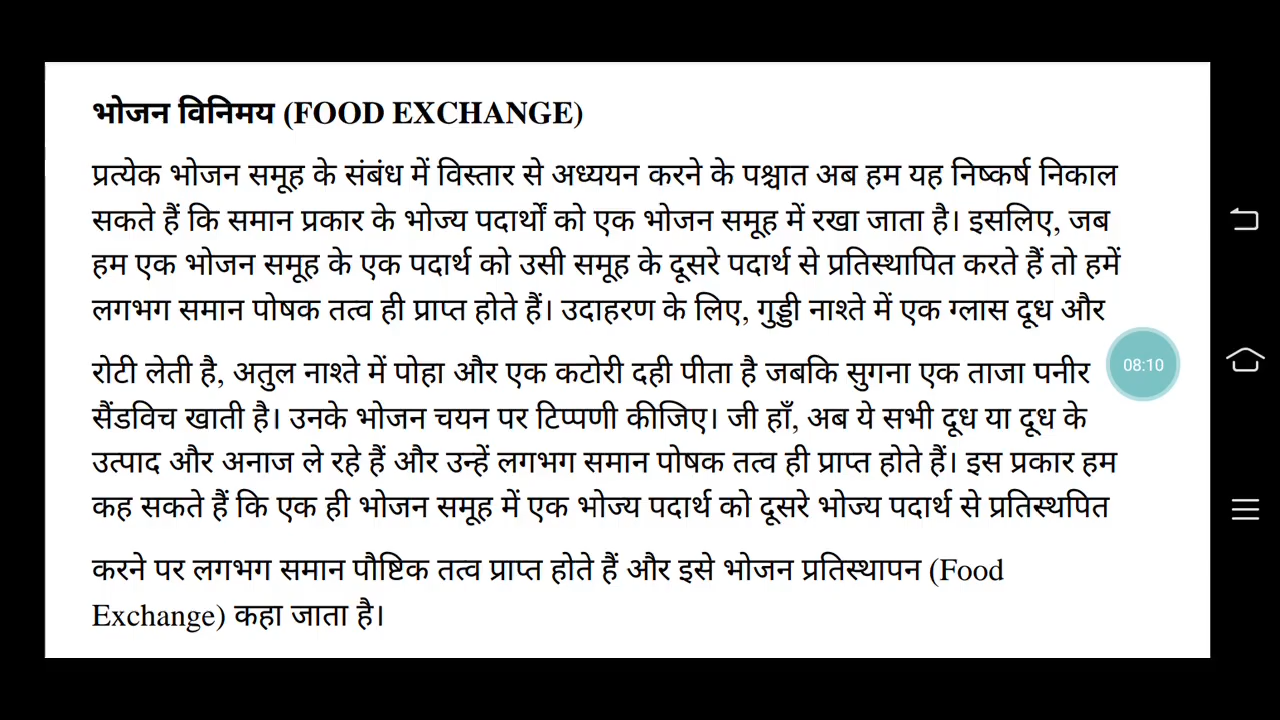 भोजन विनिमय (FOOD EXCHANGE)
प्रत्येक भोजन समूह के संबंध में विस्तार से अध्ययन करने के पश्चात अब हम यह निष्कर्ष निकाल
सकते हैं कि समान प्रकार के भोज्य पदार्थों को एक भोजन समूह में रखा जाता है। इसलिए, जब
हम एक भोजन समूह के एक पदार्थ को उसी समूह के दूसरे पदार्थ से प्रतिस्थापित करते हैं तो हमें
लगभग समान पोषक तत्व ही प्राप्त होते हैं। उदाहरण के लिए, गुड्डी नाश्ते में एक ग्लास दूध और
रोटी लेती है, अतुल नाश्ते में पोहा और एक कटोरी दही पीता है जबकि सुगना एक ताजा पनीर
08:10
सैंडविच खाती है। उनके भोजन चयन पर टिप्पणी कीजिए। जी हाँ, अब ये सभी दूध या दूध के
उत्पाद और अनाज ले रहे हैं और उन्हें लगभग समान पोषक तत्व ही प्राप्त होते हैं। इस प्रकार हम
कह सकते हैं कि एक ही भोजन समूह में एक भोज्य पदार्थ को दूसरे भोज्य पदार्थ से प्रतिस्थपित
करने पर लगभग समान पौष्टिक तत्व प्राप्त होते हैं और इसे भोजन प्रतिस्थापन (Food
Exchange) कहा जाता है।